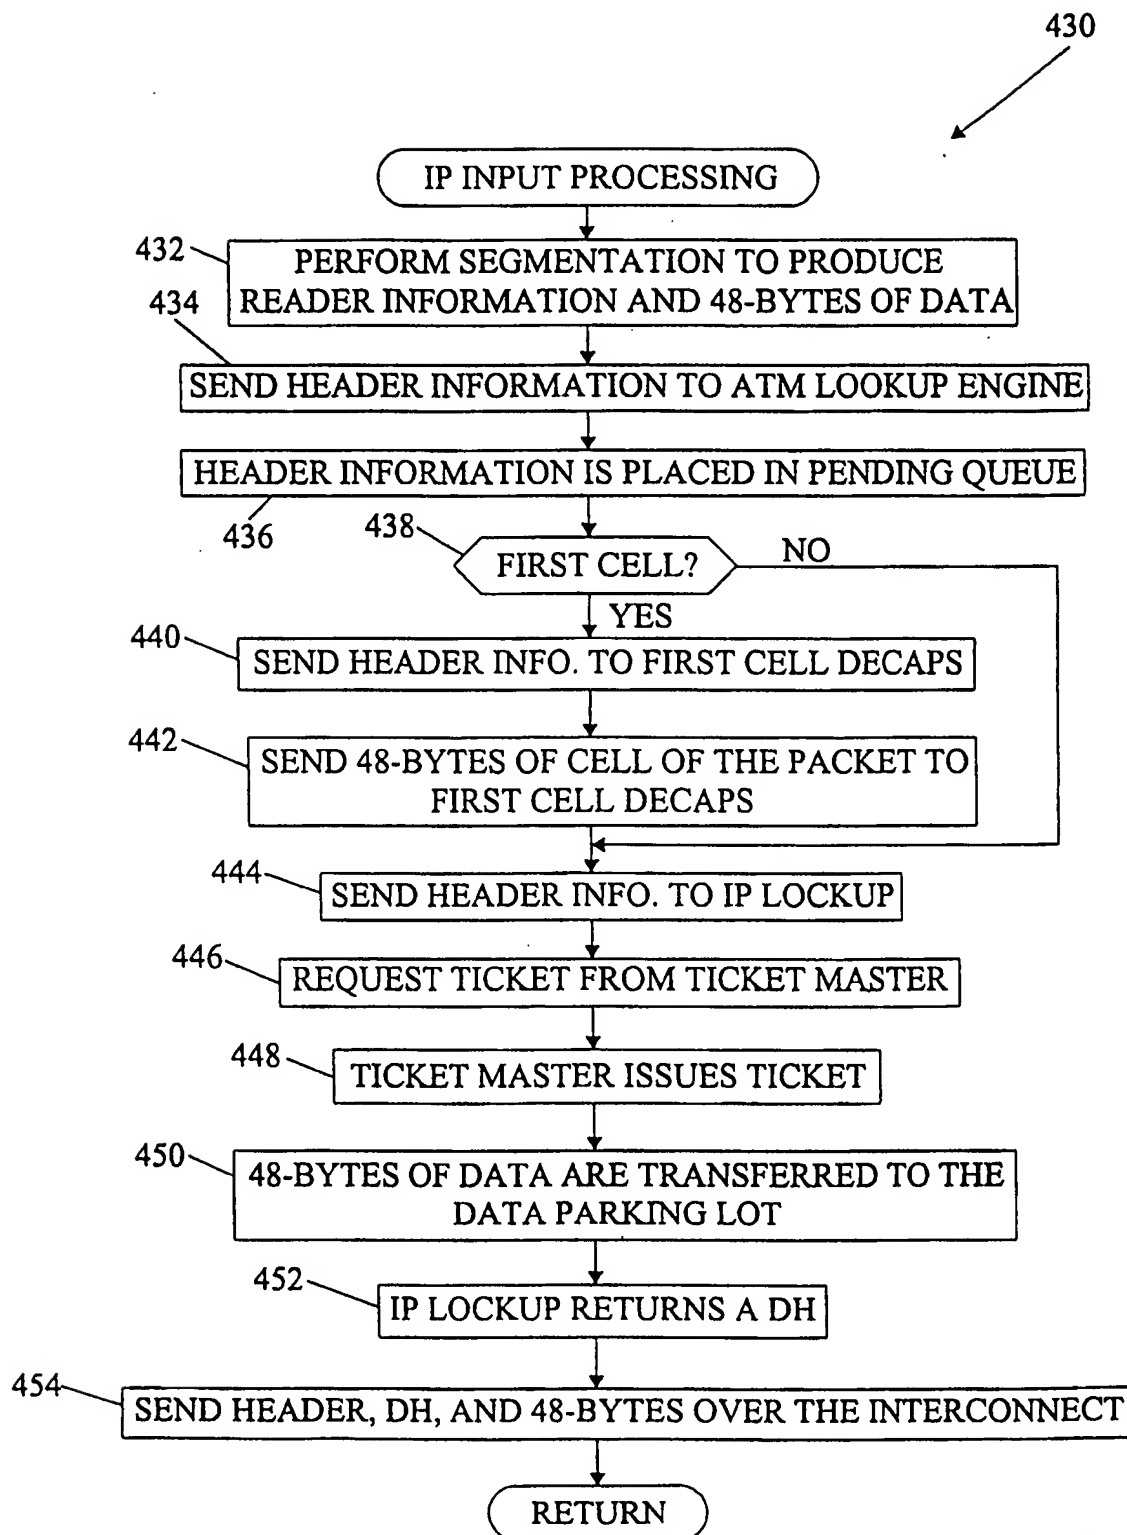 430
IP INPUT PROCESSING
432
PERFORM SEGMENTATION TO PRODUCE
READER INFORMATION AND 48-BYTES OF DATA
434
SEND HEADER INFORMATION TO ATM LOOKUP ENGINE
HEADER INFORMATION IS PLACED IN PENDING QUEUE
436
438
FIRST CELL?
NO
YES
440
SEND HEADER INFO. TO FIRST CELL DECAPS
442
SEND 48-BYTES OF CELL OF THE PACKET TO
FIRST CELL DECAPS
444
SEND HEADER INFO. TO IP LOCKUP
446
REQUEST TICKET FROM TICKET MASTER
448
TICKET MASTER ISSUES TICKET
450
48-BYTES OF DATA ARE TRANSFERRED TO THE
DATA PARKING LOT
452
IP LOCKUP RETURNS A DH
454
SEND HEADER, DH, AND 48-BYTES OVER THE INTERCONNECT
RETURN